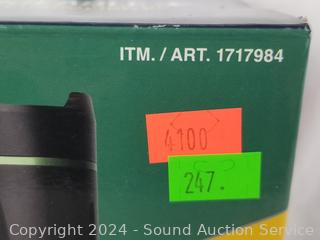 ITM. / ART. 1717984
4100
247.
Copyright 2024 - Sound Auction Service